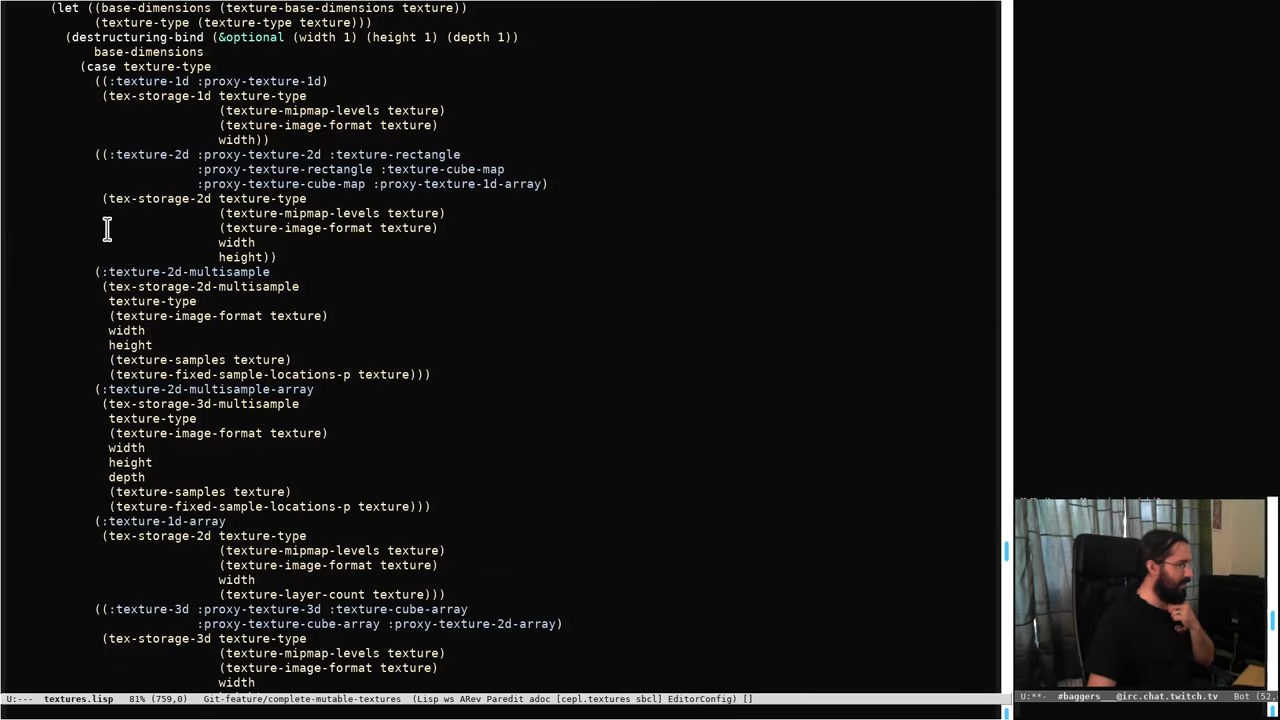 (let ((base-dimensions (texture-base-dimensions texture))
(texture-type (texture-type texture)))
(destructuring-bind (&optional (width 1) (height 1) (depth 1))
base-dimensions
(case texture-type
((:texture-1d :proxy-texture-1d)
(tex-storage-1d texture-type
(texture-mipmap-levels texture)
(texture-image-format texture)
width))
((:texture-2d :proxy-texture-2d :texture-rectangle
:proxy-texture-rectangle :texture-cube-map
:proxy-texture-cube-map :proxy-texture-1d-array)
(tex-storage-2d texture-type
(texture-mipmap-levels texture)
(texture-image-format texture)
width
height))
(:texture-2d-multisample
(tex-storage-2d-multisample
texture-type
(texture-image-format texture)
width
height
(texture-samples texture)
(texture-fixed-sample-locations-p texture)))
(:texture-2d-multisample-array
(tex-storage-3d-multisample
texture-type
(texture-image-format texture)
width
height
depth
(texture-samples texture)
(texture-fixed-sample-locations-p texture)))
(:texture-1d-array
(tex-storage-2d texture-type
(texture-mipmap-levels texture)
(texture-image-format texture)
width
(texture-layer-count texture)))
((:texture-3d :proxy-texture-3d :texture-cube-array
:proxy-texture-cube-array :proxy-texture-2d-array)
(tex-storage-3d texture-type
(texture-mipmap-levels texture)
(texture-image-format texture)
width
U:--- textures.lisp 81% (759,0) Git-feature/complete-mutable-textures (Lisp ws ARev Paredit adoc [cepl.textures sbcl] EditorConfig) []
U:**- #baggers___@irc.chat.twitch.tv Bot (52,